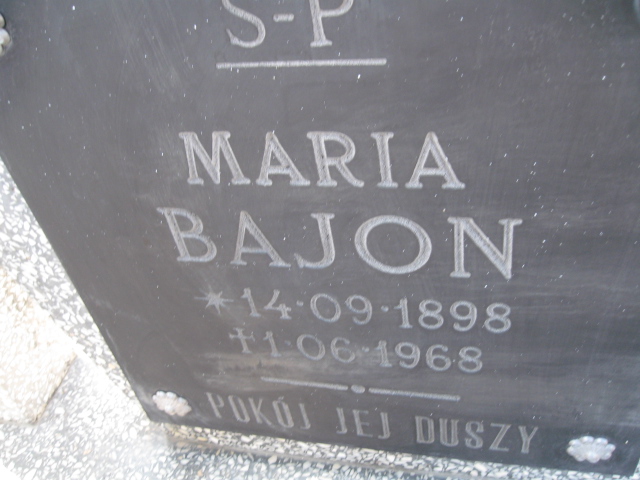 S-P
MARIA
BAJON
*14·09·1898
†1·06·1968
POKÓJ JEJ DUSZY